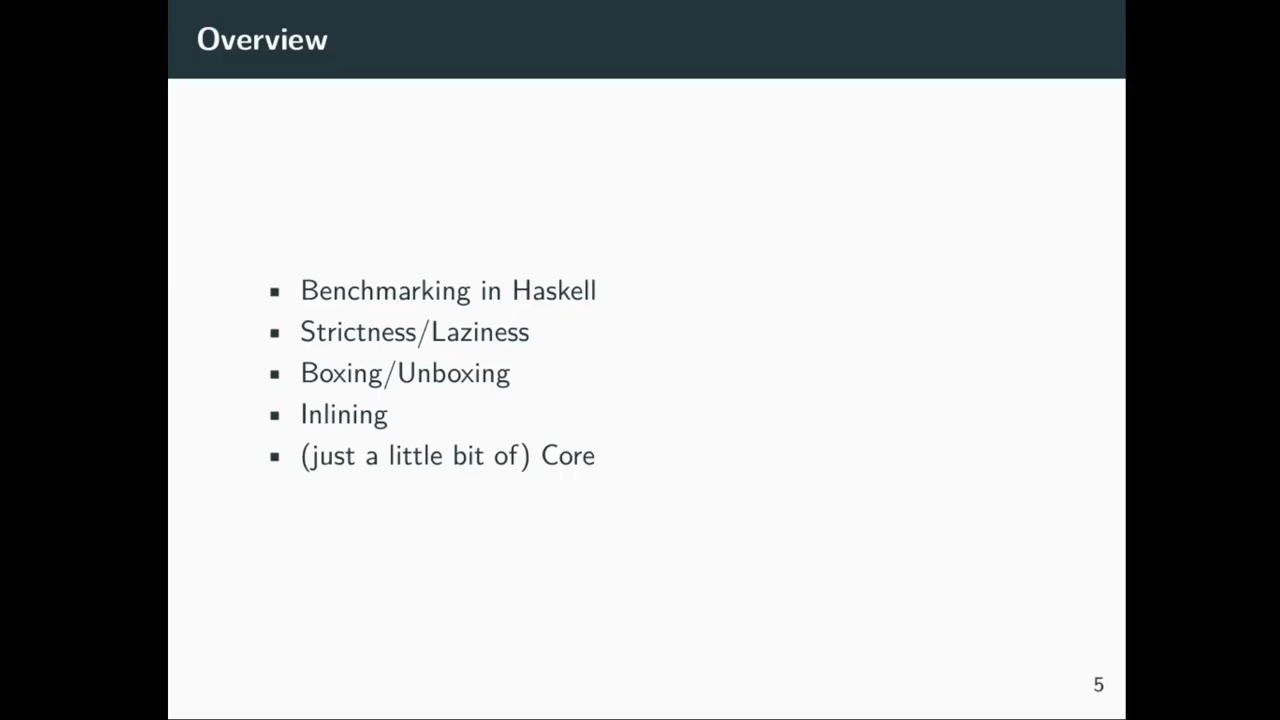 Overview
▪ Benchmarking in Haskell
▪ Strictness/Laziness
▪ Boxing/Unboxing
▪ Inlining
▪ (just a little bit of) Core
5